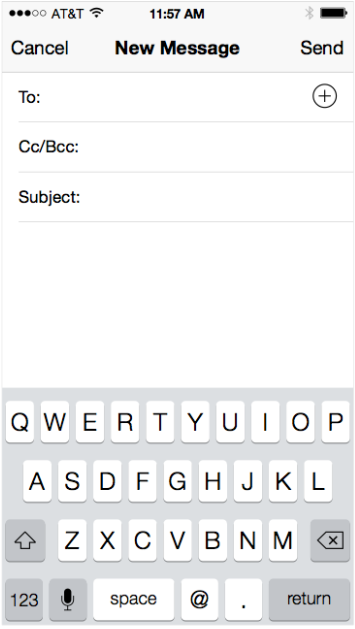 AT&T 11:57 AM
Cancel New Message Send
To:
Cc/Bcc:
Subject:
Q W E R T Y U I O P
A S D F G H J K L
Z X C V B N M
123 space @ . return